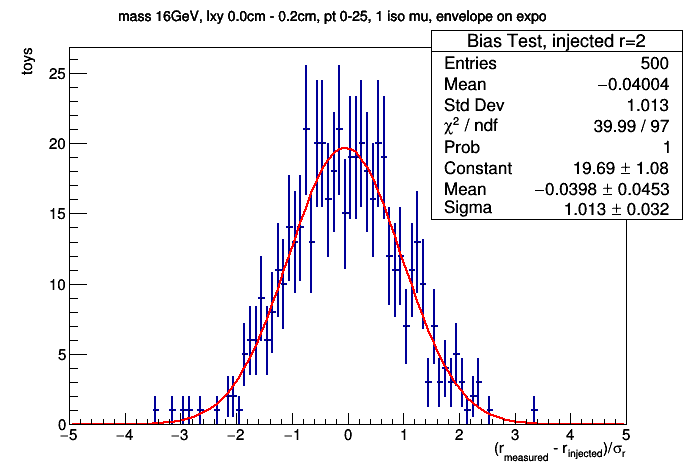 mass 16GeV, lxy 0.0cm - 0.2cm, pt 0-25, 1 iso mu, envelope on expo
toys
Bias Test, injected r=2
Entries 500
Mean −0.04004
Std Dev 1.013
χ² / ndf 39.99 / 97
Prob 1
Constant 19.69 ± 1.08
Mean −0.0398 ± 0.0453
Sigma 1.013 ± 0.032
25
20
15
10
5
0
−5 −4 −3 −2 −1 0 1 2 3 4 5
(r_measured - r_injected)/σ_r